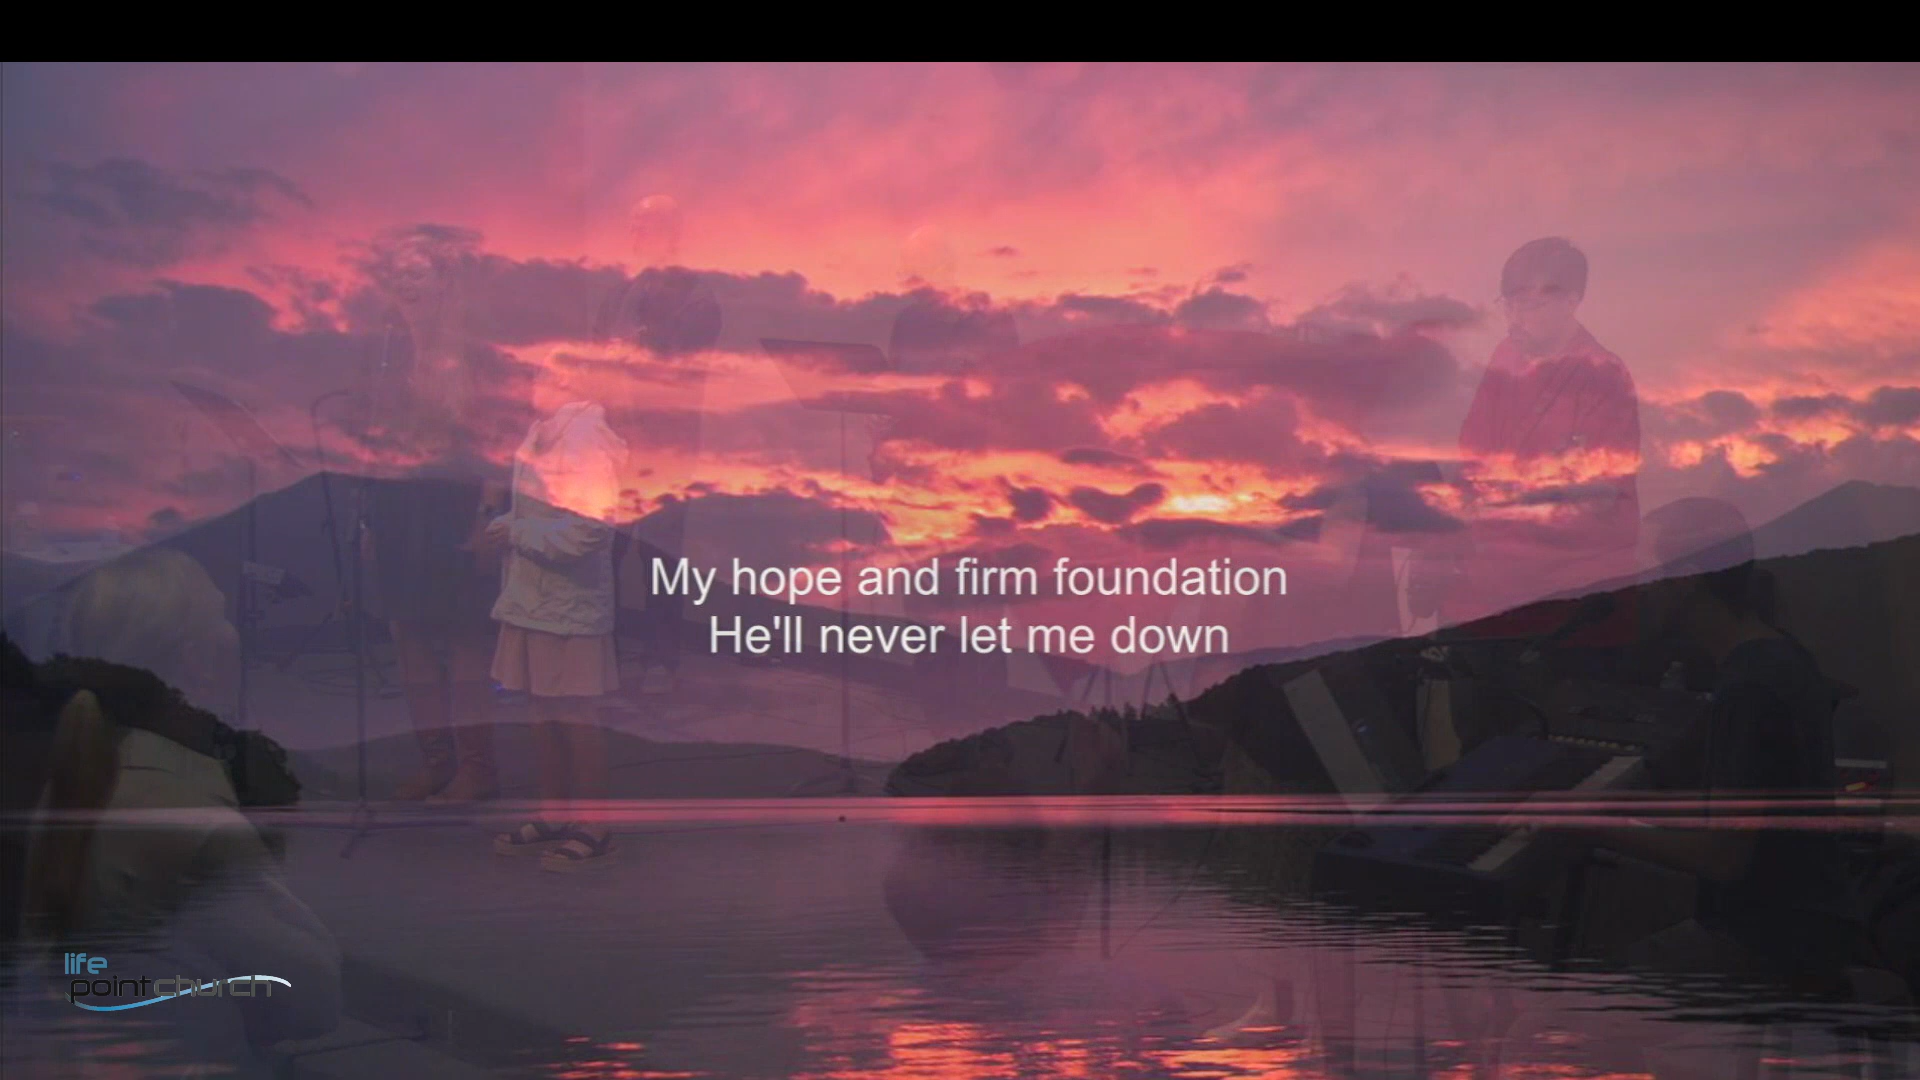 My hope and firm foundation
He'll never let me down
life
pointchurch